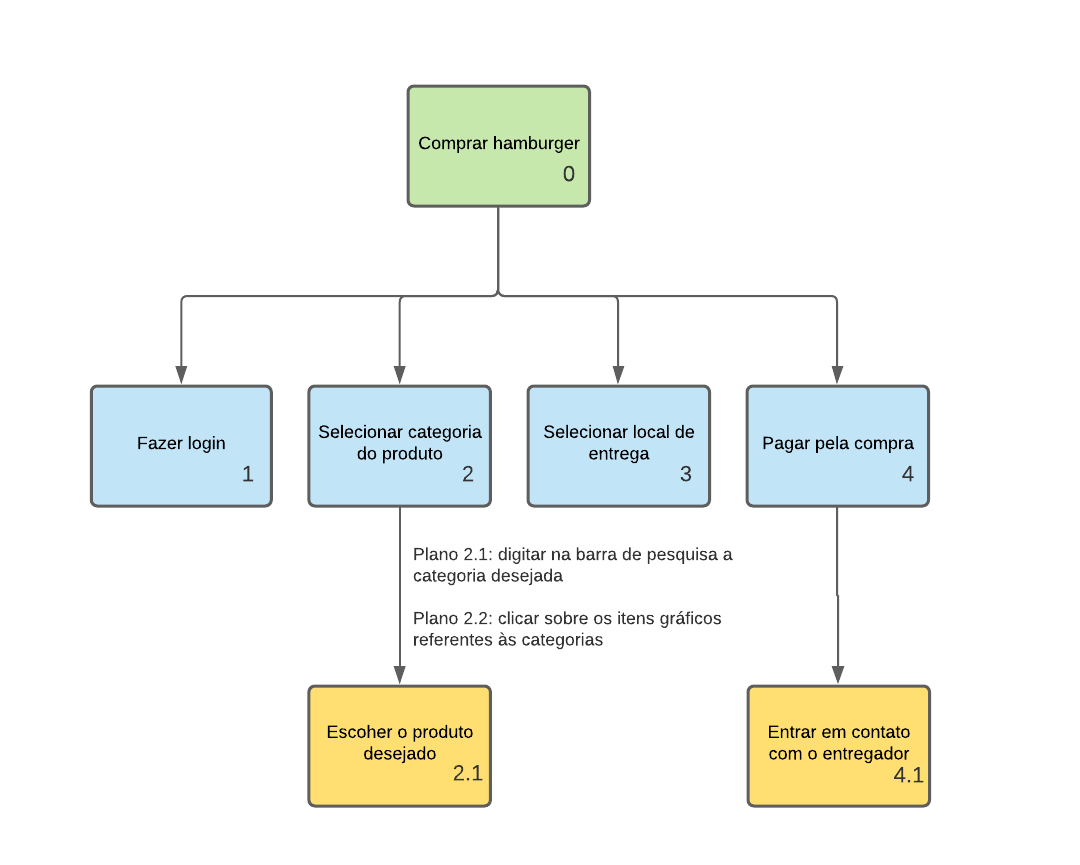 Comprar hamburger
0
Fazer login
1
Selecionar categoria
do produto
2
Selecionar local de
entrega
3
Pagar pela compra
4
Plano 2.1: digitar na barra de pesquisa a
categoria desejada
Plano 2.2: clicar sobre os itens gráficos
referentes às categorias
Escoher o produto
desejado
2.1
Entrar em contato
com o entregador
4.1